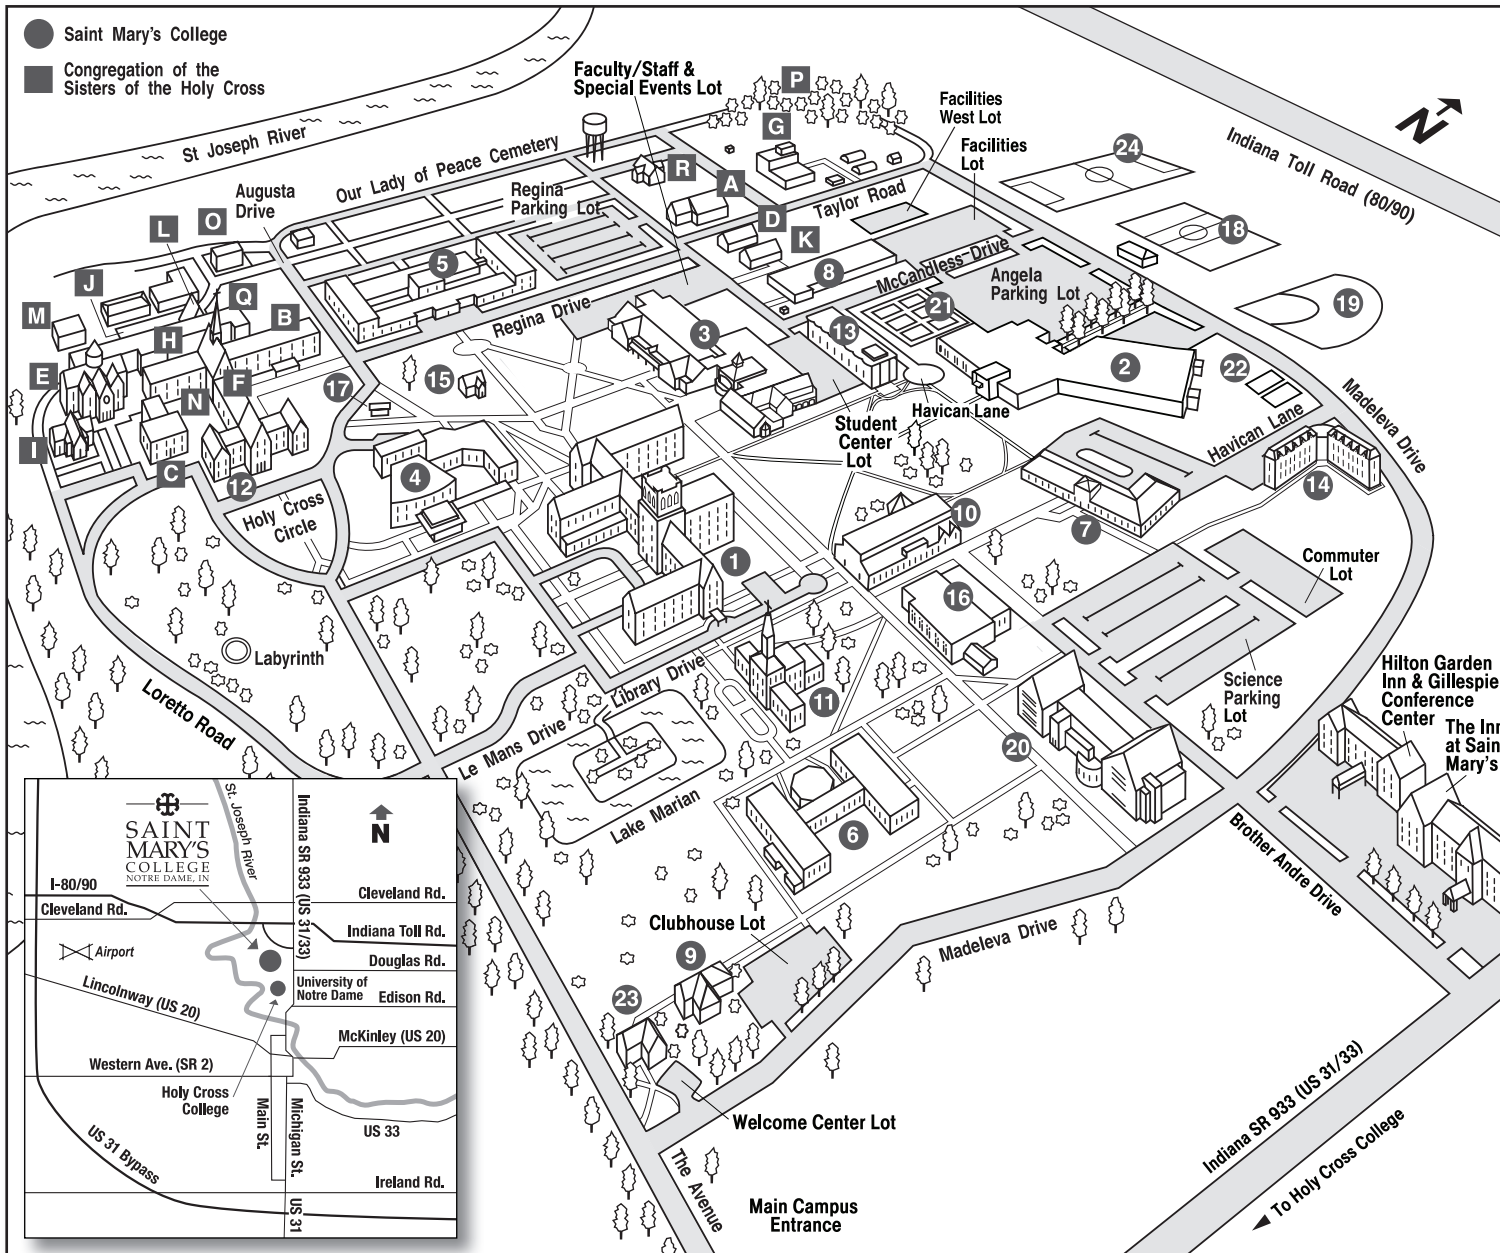 Saint Mary's College
Congregation of the
Sisters of the Holy Cross
St Joseph River
Our Lady of Peace Cemetery
Augusta
Drive
Faculty/Staff &
Special Events Lot
Regina
Parking Lot
Regina Drive
Facilities
West Lot
Facilities
Lot
Taylor Road
McCandless Drive
Angela
Parking Lot
Indiana Toll Road (80/90)
N
P
G
R
A
D
K
O
L
J
M
Q
B
H
E
F
N
I
C
24
18
19
5
8
21
13
3
2
22
15
17
4
12
14
7
10
1
16
11
20
6
9
23
Havican Lane
Student
Center
Lot
Havican Lane
Madeleva Drive
Holy Cross
Circle
Labyrinth
Loretto Road
Library Drive
Le Mans Drive
Lake Marian
Commuter
Lot
Science
Parking
Lot
Hilton Garden
Inn & Gillespie
Conference
Center
The Inn
at Sain
Mary's
Brother Andre Drive
Madeleva Drive
Clubhouse Lot
Welcome Center Lot
The Avenue
Main Campus
Entrance
Indiana SR 933 (US 31/33)
To Holy Cross College
SAINT
MARY'S
COLLEGE
NOTRE DAME, IN
St. Joseph River
Indiana SR 933 (US 31/33)
N
I-80/90
Cleveland Rd.
Cleveland Rd.
Indiana Toll Rd.
Airport
Douglas Rd.
University of
Notre Dame
Edison Rd.
Lincolnway (US 20)
McKinley (US 20)
Western Ave. (SR 2)
Holy Cross
College
Main St.
Michigan St.
US 33
US 31 Bypass
Ireland Rd.
US 31